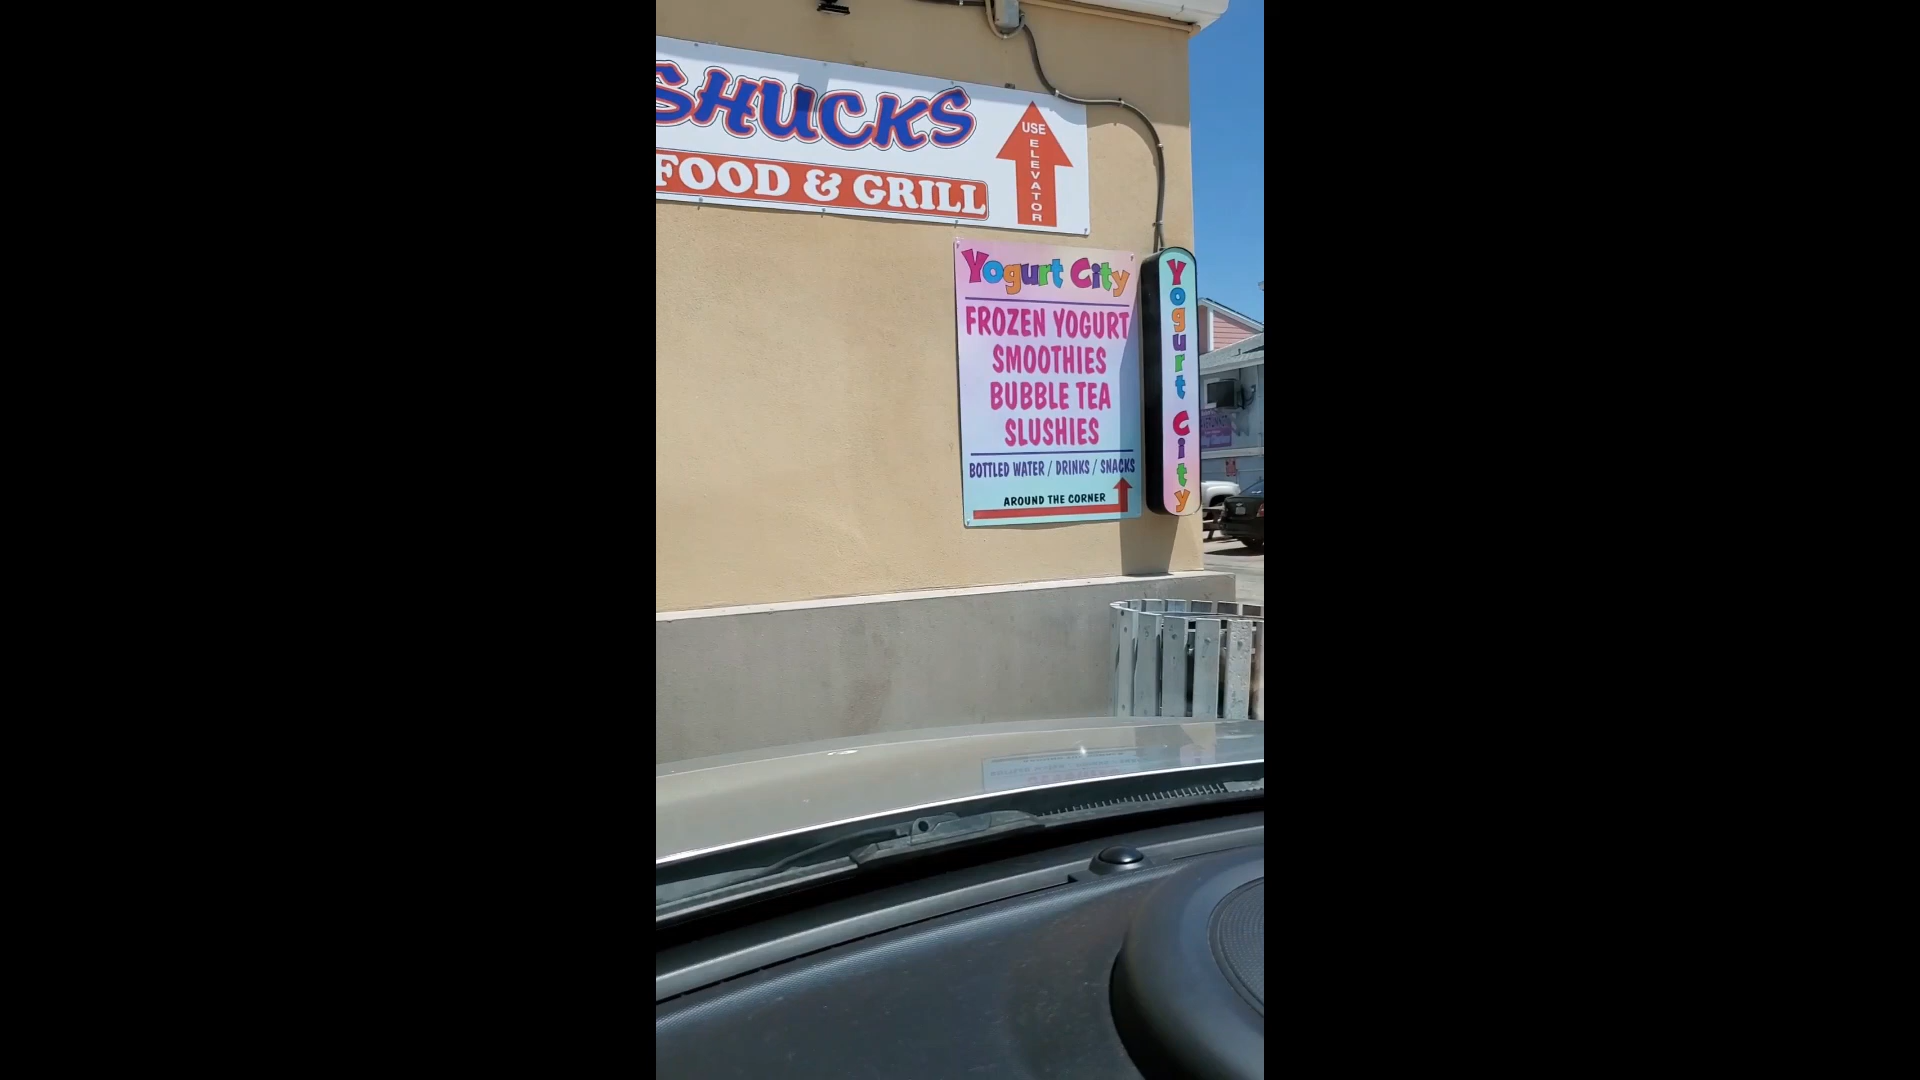 SHUCKS
FOOD & GRILL
USE
ELEVATOR
Yogurt City
FROZEN YOGURT
SMOOTHIES
BUBBLE TEA
SLUSHIES
BOTTLED WATER / DRINKS / SNACKS
AROUND THE CORNER
Yogurt City